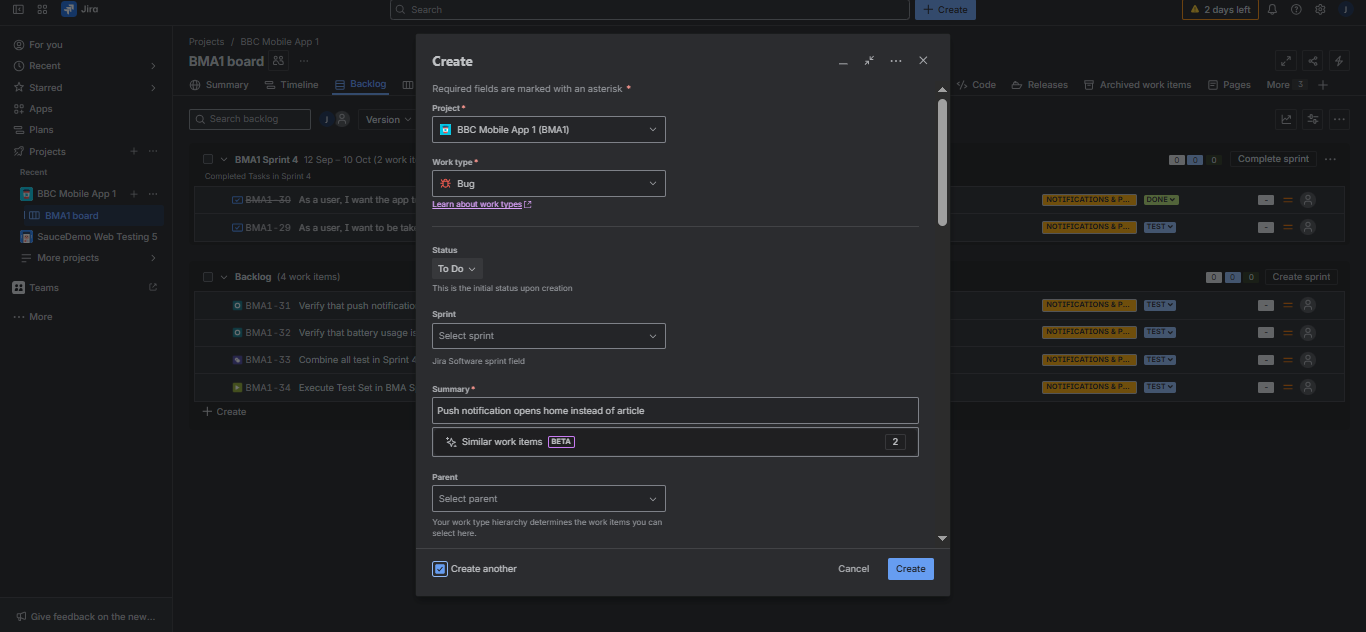 Jira
Search
+ Create
2 days left
J
For you
Recent
Starred
Apps
Plans
Projects
Recent
BBC Mobile App 1
BMA1 board
SauceDemo Web Testing 5
More projects
Teams
More
Give feedback on the new...
Projects / BBC Mobile App 1
BMA1 board
Summary
Timeline
Backlog
Code
Releases
Archived work items
Pages
More 3
Search backlog
J
Version
BMA1 Sprint 4 12 Sep – 10 Oct (2 work it
0 0 0
Complete sprint
Completed Tasks in Sprint 4
BMA1-30 As a user, I want the app t
NOTIFICATIONS & P... DONE -
BMA1-29 As a user, I want to be tak
NOTIFICATIONS & P... TEST -
Backlog (4 work items)
0 0 0
Create sprint
BMA1-31 Verify that push notificatio
NOTIFICATIONS & P... TEST -
BMA1-32 Verify that battery usage is
NOTIFICATIONS & P... TEST -
BMA1-33 Combine all test in Sprint 4
NOTIFICATIONS & P... TEST -
BMA1-34 Execute Test Set in BMA S
NOTIFICATIONS & P... TEST -
+ Create
Create
Required fields are marked with an asterisk *
Project *
BBC Mobile App 1 (BMA1)
Work type *
Bug
Learn about work types
Status
To Do
This is the initial status upon creation
Sprint
Select sprint
Jira Software sprint field
Summary *
Push notification opens home instead of article
Similar work items BETA 2
Parent
Select parent
Your work type hierarchy determines the work items you can
select here.
Create another
Cancel
Create